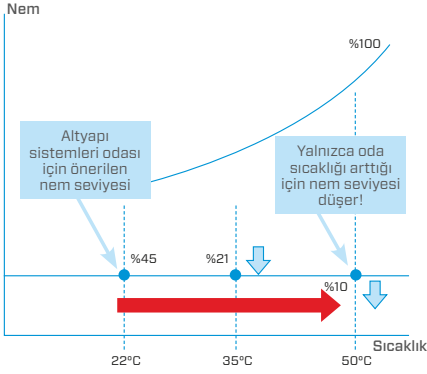 Nem
%100
Altyapı
sistemleri odası
için önerilen
nem seviyesi
Yalnızca oda
sıcaklığı arttığı
için nem seviyesi
düşer!
%45
%21
%10
Sıcaklık
22°C
35°C
50°C